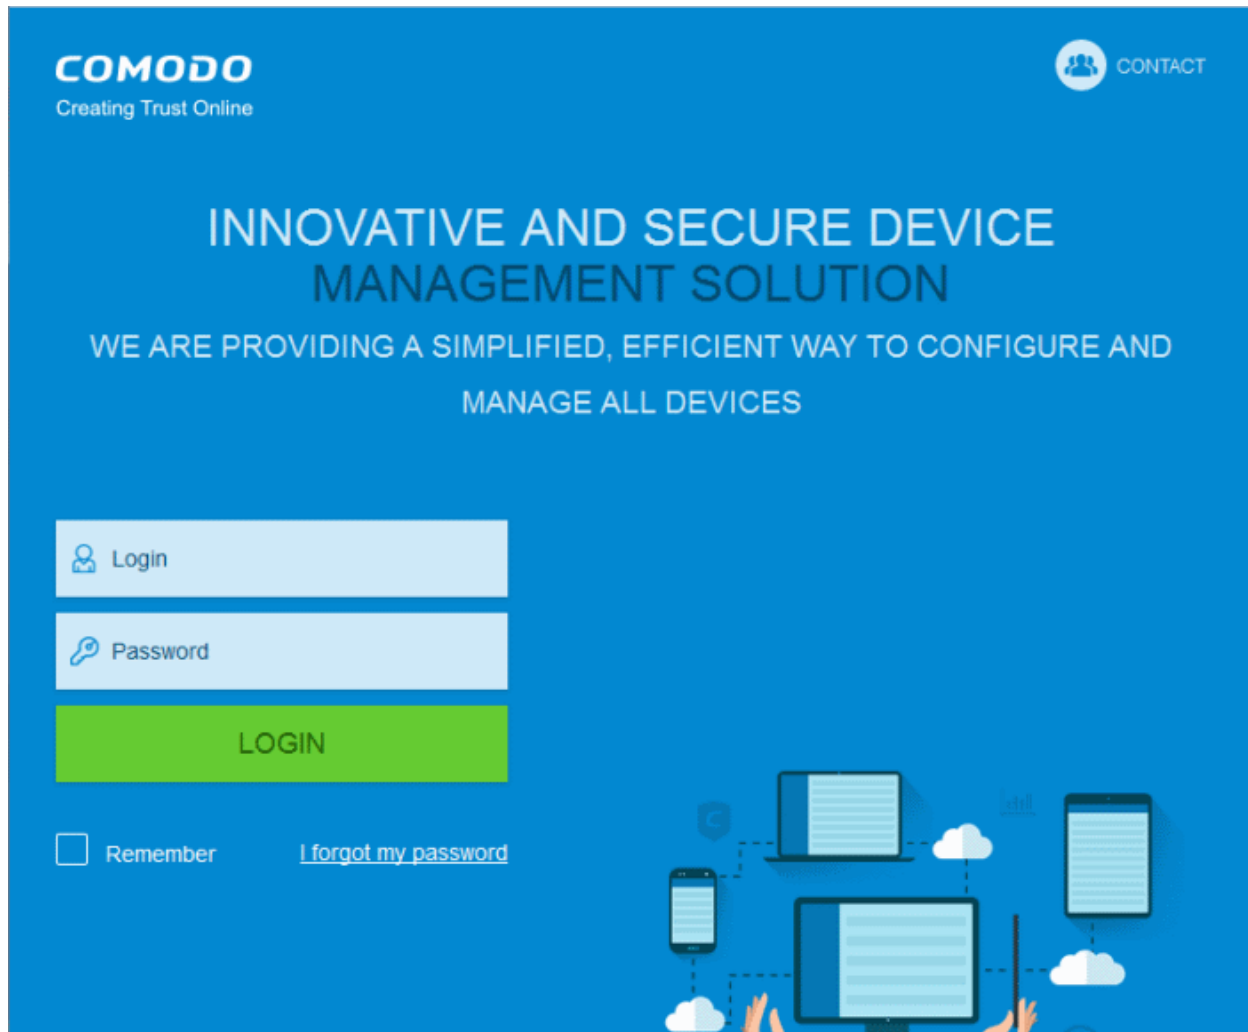 COMODO
Creating Trust Online
CONTACT
INNOVATIVE AND SECURE DEVICE
MANAGEMENT SOLUTION
WE ARE PROVIDING A SIMPLIFIED, EFFICIENT WAY TO CONFIGURE AND
MANAGE ALL DEVICES
Login
Password
LOGIN
Remember
I forgot my password